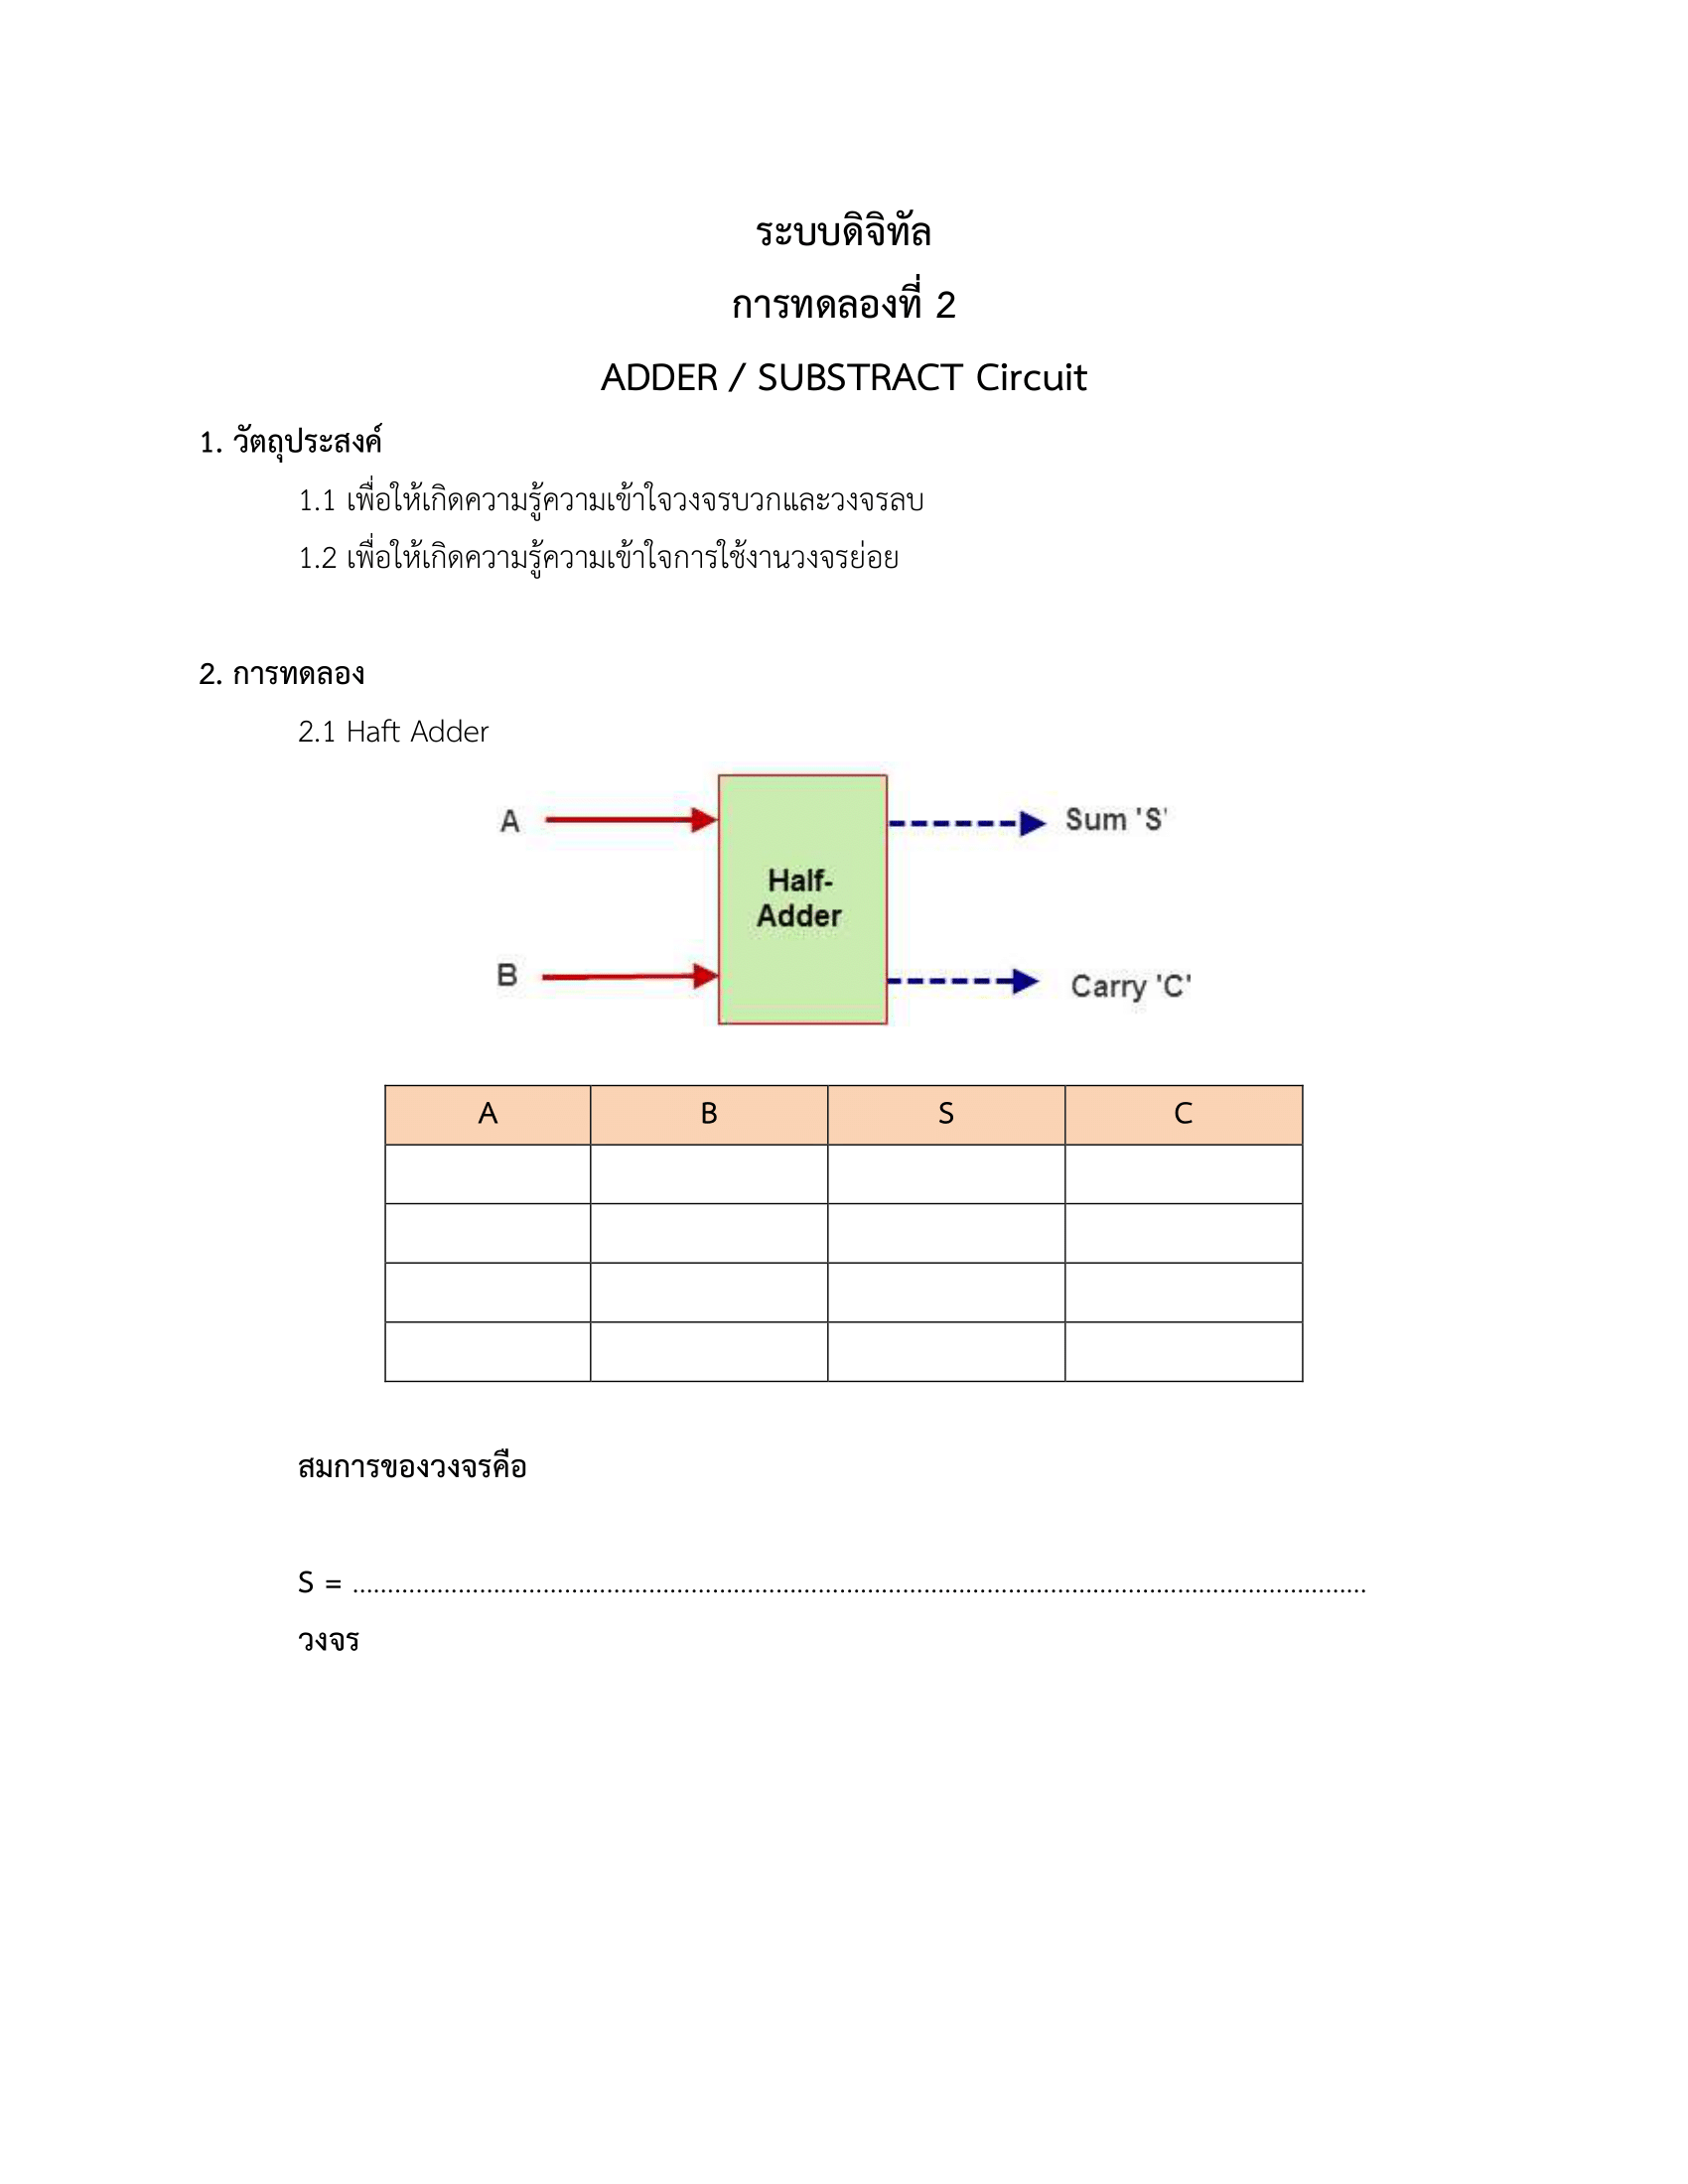 ระบบดิจิทัล
การทดลองที่ 2
ADDER / SUBSTRACT Circuit
1. วัตถุประสงค์
1.1 เพื่อให้เกิดความรู้ความเข้าใจวงจรบวกและวงจรลบ
1.2 เพื่อให้เกิดความรู้ความเข้าใจการใช้งานวงจรย่อย
2. การทดลอง
2.1 Haft Adder
A
Sum 'S'
Half-
Adder
B
Carry 'C'
A B S C
สมการของวงจรคือ
S = ................................................................................................................................................
วงจร